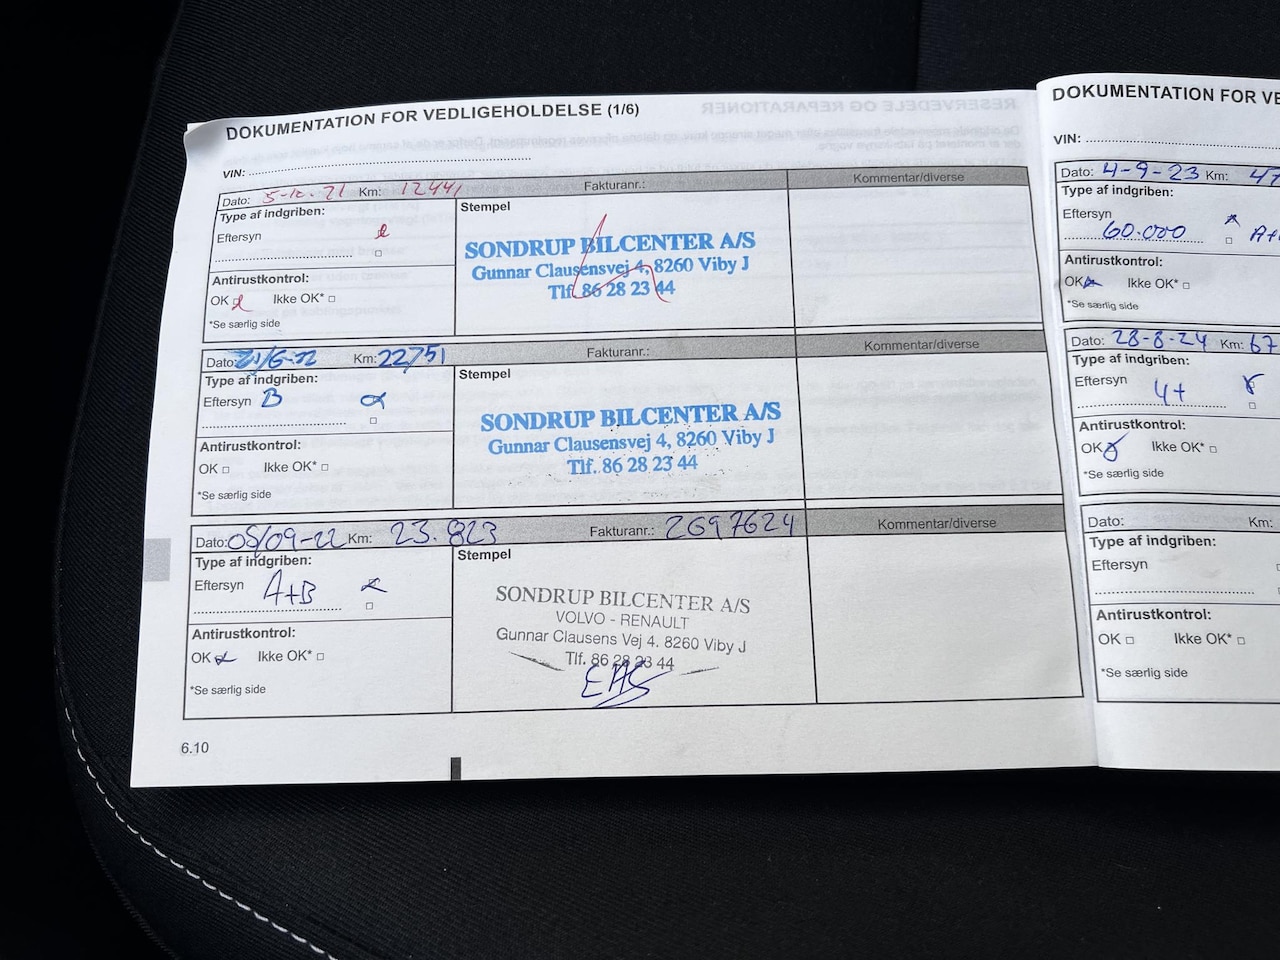 DOKUMENTATION FOR VEDLIGEHOLDELSE (1/6)
VIN:
Dato: 5-12-21 Km: 12441 Fakturanr.: Kommentar/diverse
Type af indgriben: Stempel
Eftersyn
SONDRUP BILCENTER A/S
Gunnar Clausensvej 4, 8260 Viby J
Tlf. 86 28 23 44
Antirustkontrol:
OK Ikke OK*
*Se særlig side
Dato: 21/6-22 Km: 22751 Fakturanr.: Kommentar/diverse
Type af indgriben: Stempel
Eftersyn B
SONDRUP BILCENTER A/S
Gunnar Clausensvej 4, 8260 Viby J
Tlf. 86 28 23 44
Antirustkontrol:
OK Ikke OK*
*Se særlig side
Dato: 05/09-22 Km: 23.823 Fakturanr.: 2697624 Kommentar/diverse
Type af indgriben: Stempel
Eftersyn A+B
SONDRUP BILCENTER A/S
VOLVO - RENAULT
Gunnar Clausens Vej 4. 8260 Viby J
Tlf. 86 28 23 44
Antirustkontrol:
OK Ikke OK*
*Se særlig side
6.10
DOKUMENTATION FOR VE
VIN:
Dato: 4-9-23 Km: 47
Type af indgriben:
Eftersyn
60.000 A+
Antirustkontrol:
OK Ikke OK*
*Se særlig side
Dato: 28-8-24 Km: 67
Type af indgriben:
Eftersyn 4+
Antirustkontrol:
OK Ikke OK*
*Se særlig side
Dato: Km:
Type af indgriben:
Eftersyn
Antirustkontrol:
OK Ikke OK*
*Se særlig side